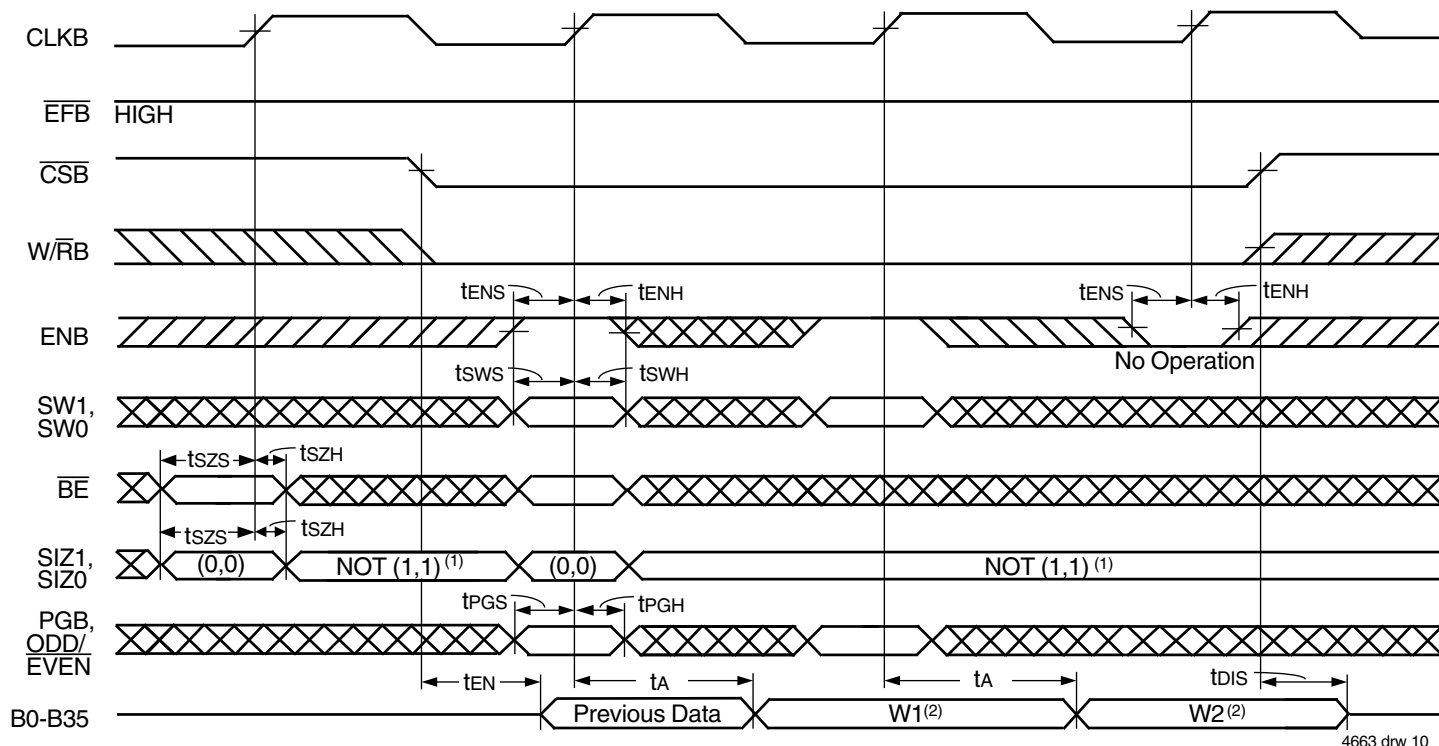 CLKB
EFB HIGH
CSB
W/RB
tENS tENH tENS tENH
ENB
No Operation
tSWS tSWH
SW1,
SW0
tSZS tSZH
BE
tSZS tSZH
SIZ1,
SIZ0
(0,0) NOT (1,1) (1) (0,0) NOT (1,1) (1)
tPGS tPGH
PGB,
ODD/
EVEN
tEN tA tA tDIS
B0-B35 Previous Data W1(2) W2(2)
4663 drw 10